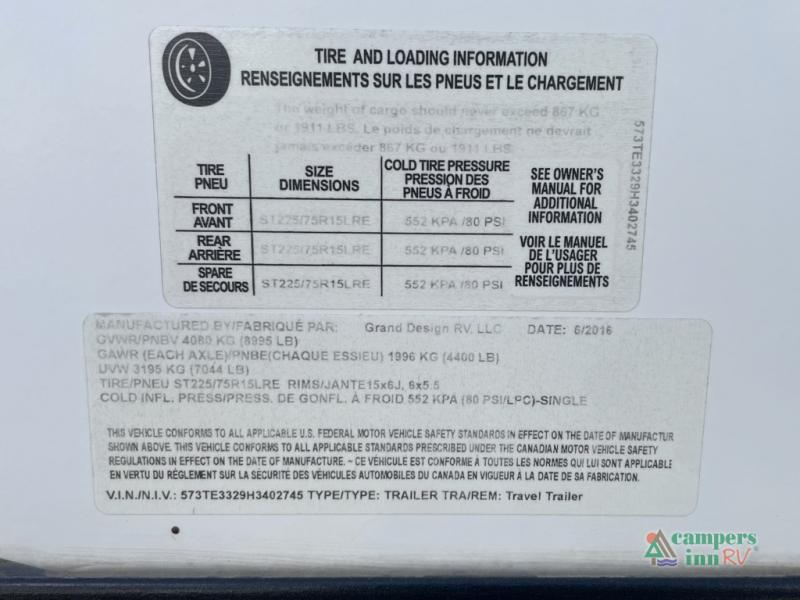 TIRE AND LOADING INFORMATION
RENSEIGNEMENTS SUR LES PNEUS ET LE CHARGEMENT
The weight of cargo should never exceed 867 KG
or 1911 LBS. Le poids de chargement ne devrait
jamais excéder 867 KG ou 1911 LBS.
573TE3329H3402745
TIRE
PNEU
SIZE
DIMENSIONS
COLD TIRE PRESSURE
PRESSION DES
PNEUS À FROID
SEE OWNER'S
MANUAL FOR
ADDITIONAL
INFORMATION
FRONT
AVANT
ST225/75R15LRE
552 KPA /80 PSI
REAR
ARRIÈRE
ST225/75R15LRE
552 KPA /80 PSI
VOIR LE MANUEL
DE L'USAGER
POUR PLUS DE
RENSEIGNEMENTS
SPARE
DE SECOURS
ST225/75R15LRE
552 KPA /80 PSI
MANUFACTURED BY/FABRIQUÉ PAR: Grand Design RV, LLC DATE: 6/2016
GVWR/PNBV 4080 KG (8995 LB)
GAWR (EACH AXLE)/PNBE(CHAQUE ESSIEU) 1996 KG (4400 LB)
UVW 3195 KG (7044 LB)
TIRE/PNEU ST225/75R15LRE RIMS/JANTE15x6J, 6x5.5
COLD INFL. PRESS/PRESS. DE GONFL. À FROID 552 KPA (80 PSI/LPC)-SINGLE
THIS VEHICLE CONFORMS TO ALL APPLICABLE U.S. FEDERAL MOTOR VEHICLE SAFETY STANDARDS IN EFFECT ON THE DATE OF MANUFACTUR
SHOWN ABOVE. THIS VEHICLE CONFORMS TO ALL APPLICABLE STANDARDS PRESCRIBED UNDER THE CANADIAN MOTOR VEHICLE SAFETY
REGULATIONS IN EFFECT ON THE DATE OF MANUFACTURE. ~ CE VÉHICULE EST CONFORME À TOUTES LES NORMES QUI LUI SONT APPLICABLE
EN VERTU DU RÉGLEMENT SUR LA SÉCURITÉ DES VÉHICULES AUTOMOBILES DU CANADA EN VIGUEUR À LA DATE DE SA FABRICATION.
V.I.N./N.I.V.: 573TE3329H3402745 TYPE/TYPE: TRAILER TRA/REM: Travel Trailer
campers
inn RV